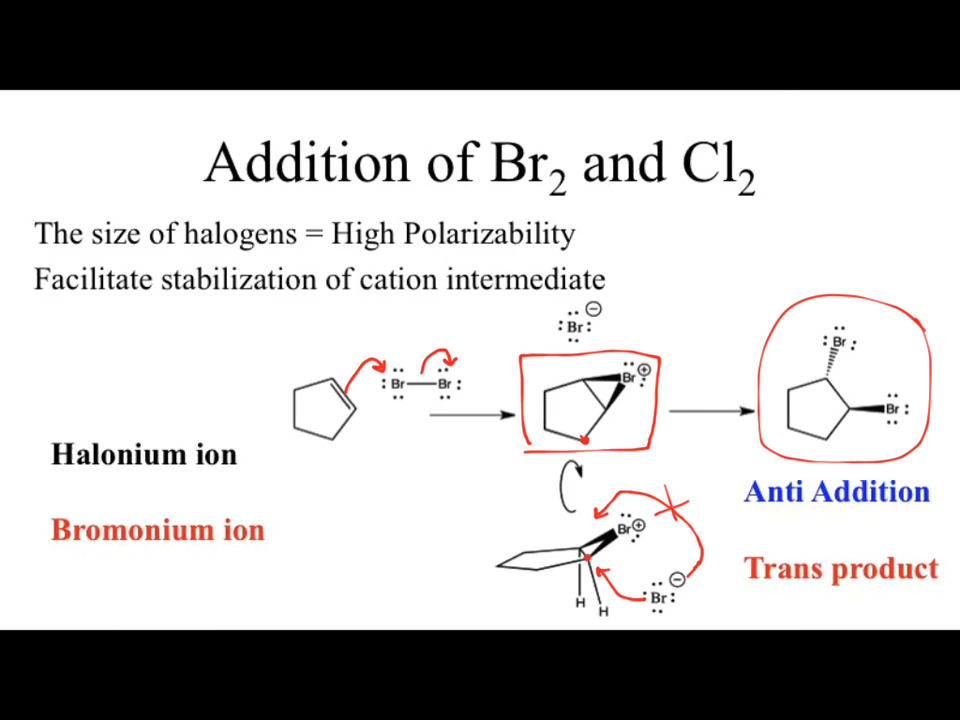 Addition of Br₂ and Cl₂
The size of halogens = High Polarizability
Facilitate stabilization of cation intermediate
:Br: ⊖
:Br—Br:
Br ⊕
:Br:
Br:
Halonium ion
Bromonium ion
Br ⊕
H H
:Br: ⊖
Anti Addition
Trans product